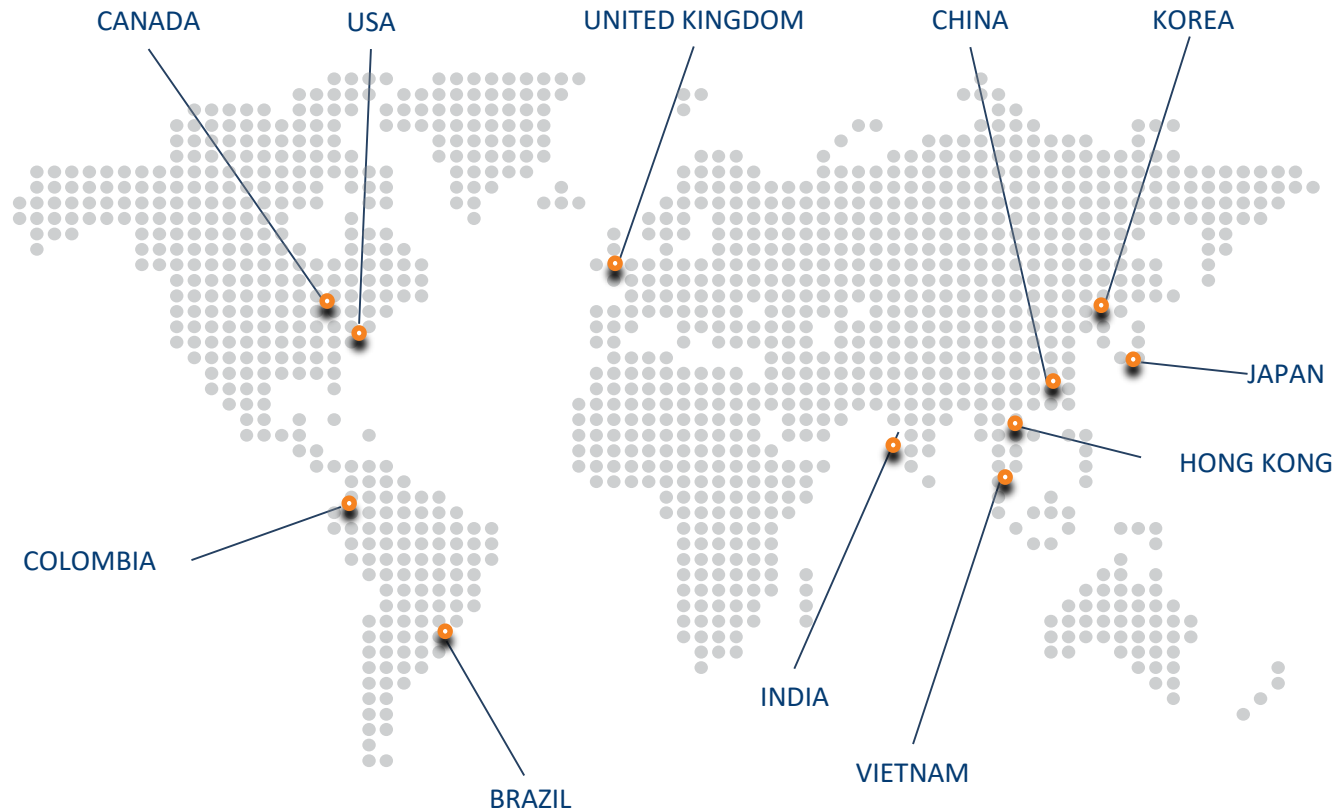 CANADA
USA
UNITED KINGDOM
CHINA
KOREA
JAPAN
HONG KONG
COLOMBIA
INDIA
VIETNAM
BRAZIL